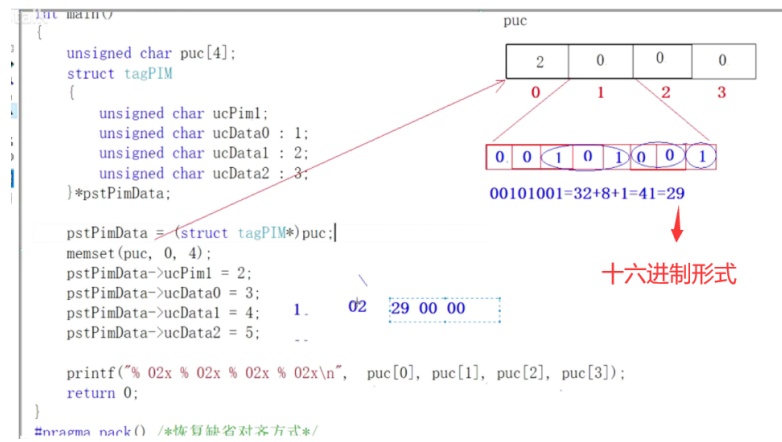 int main()
{
unsigned char puc[4];
struct tagPIM
{
unsigned char ucPim1;
unsigned char ucData0 : 1;
unsigned char ucData1 : 2;
unsigned char ucData2 : 3;
}*pstPimData;
pstPimData = (struct tagPIM*)puc;
memset(puc, 0, 4);
pstPimData->ucPim1 = 2;
pstPimData->ucData0 = 3;
pstPimData->ucData1 = 4;
pstPimData->ucData2 = 5;
printf("% 02x % 02x % 02x % 02x\n", puc[0], puc[1], puc[2], puc[3]);
return 0;
}
#pragma pack() /*恢复缺省对齐方式*/
puc
2 0 0 0
0 1 2 3
0 0 1 0 1 0 0 1
00101001=32+8+1=41=29
十六进制形式
1. 02 29 00 00